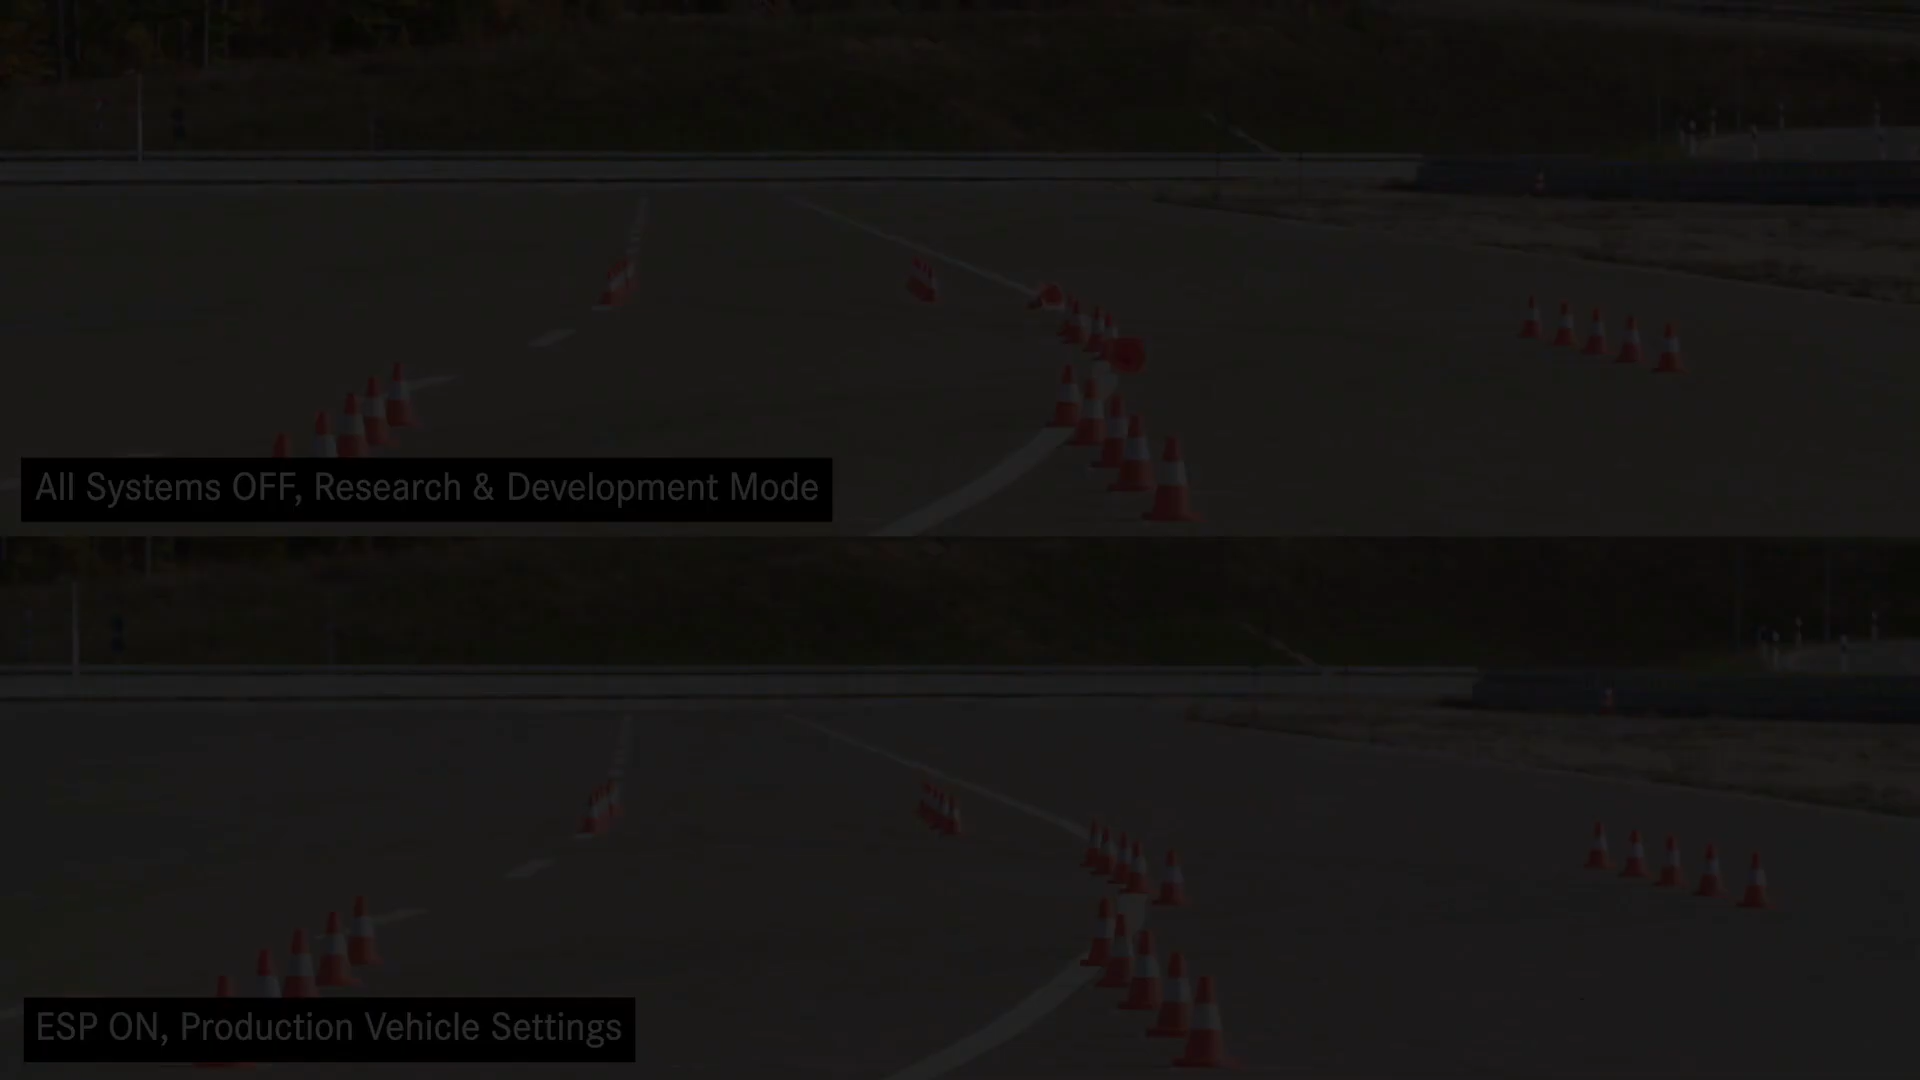 All Systems OFF, Research & Development Mode
ESP ON, Production Vehicle Settings